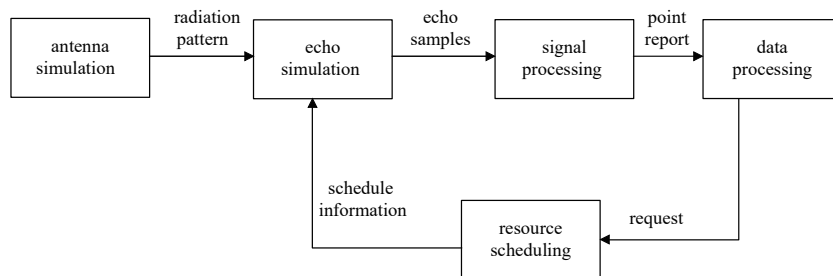 radiation
pattern
echo
samples
point
report
antenna
simulation
echo
simulation
signal
processing
data
processing
schedule
information
request
resource
scheduling